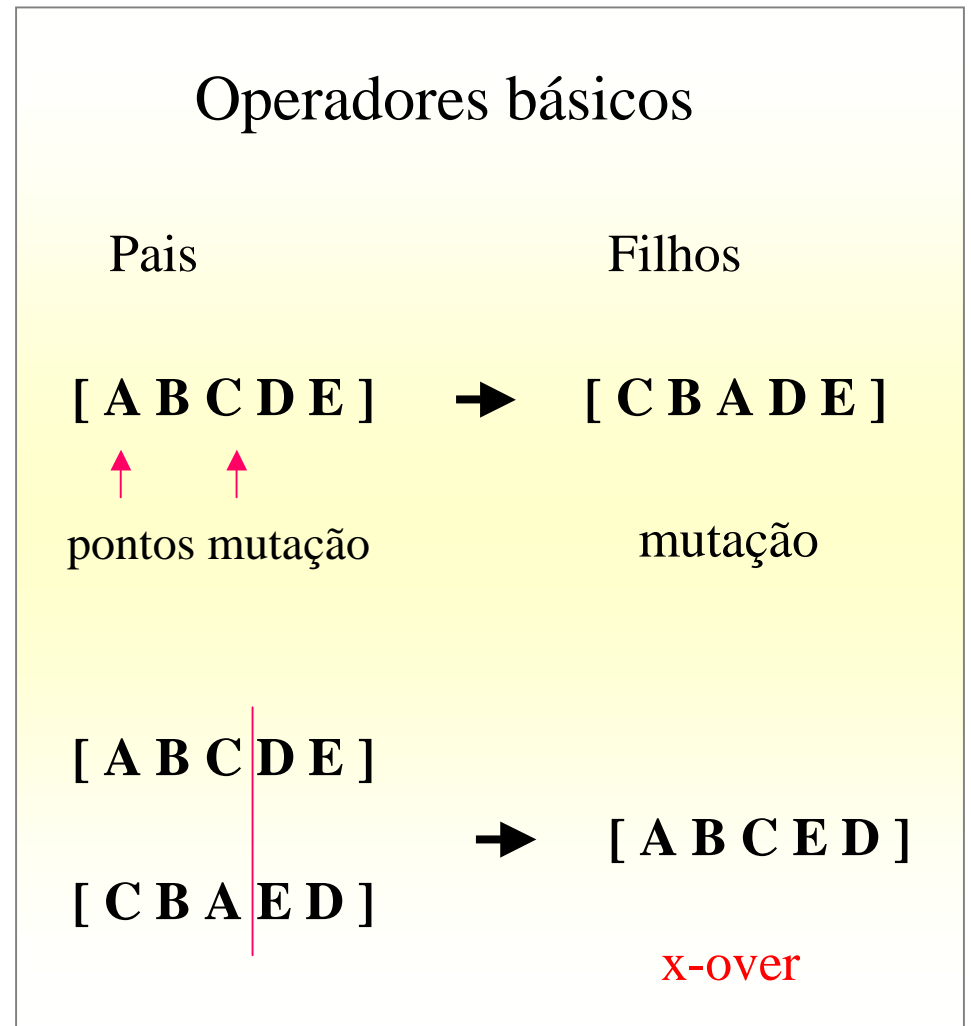 Operadores básicos
Pais Filhos
[ A B C D E ] [ C B A D E ]
pontos mutação mutação
[ A B C D E ]
[ A B C E D ]
[ C B A E D ]
x-over